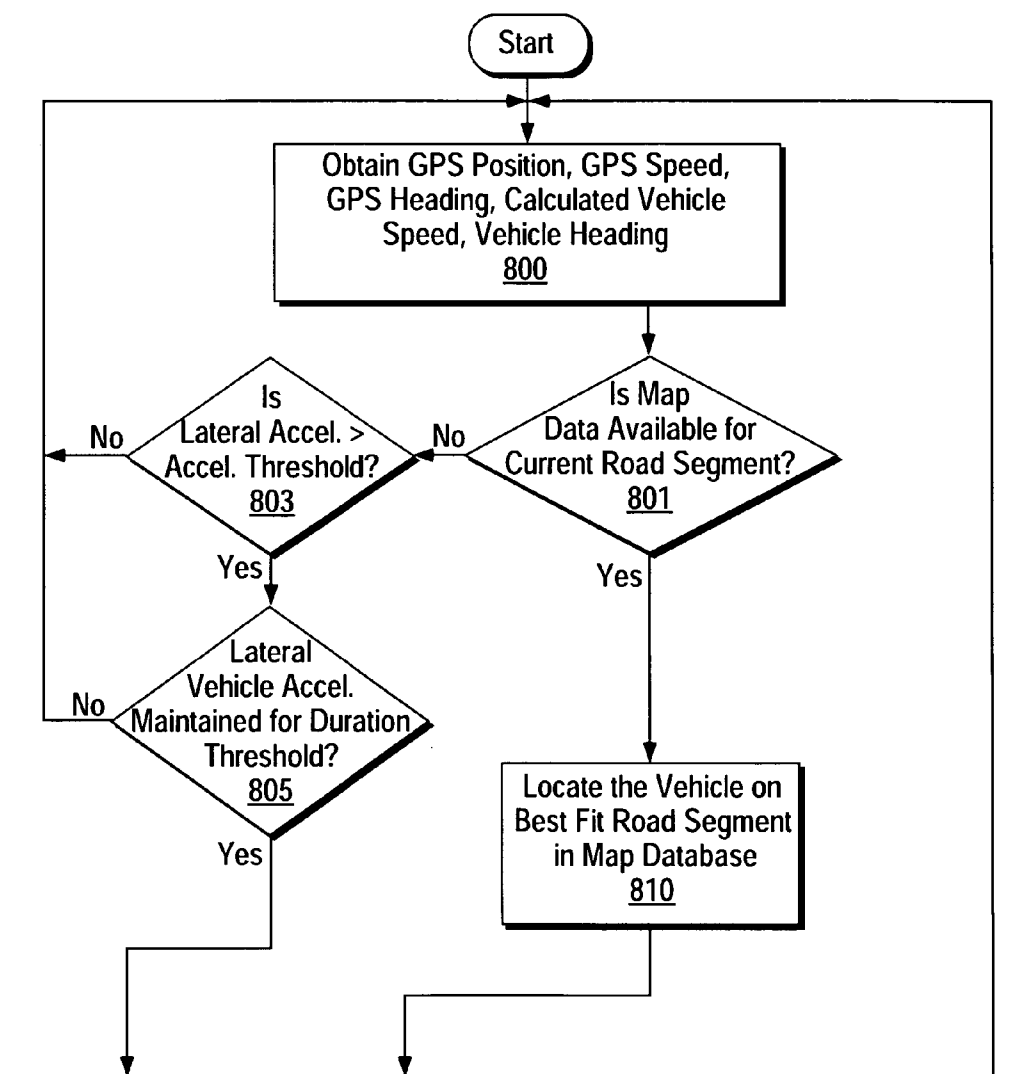 Start
Obtain GPS Position, GPS Speed,
GPS Heading, Calculated Vehicle
Speed, Vehicle Heading
800
Is
Lateral Accel. >
Accel. Threshold?
803
No
Yes
Is Map
Data Available for
Current Road Segment?
801
No
Yes
Lateral
Vehicle Accel.
Maintained for Duration
Threshold?
805
No
Yes
Locate the Vehicle on
Best Fit Road Segment
in Map Database
810